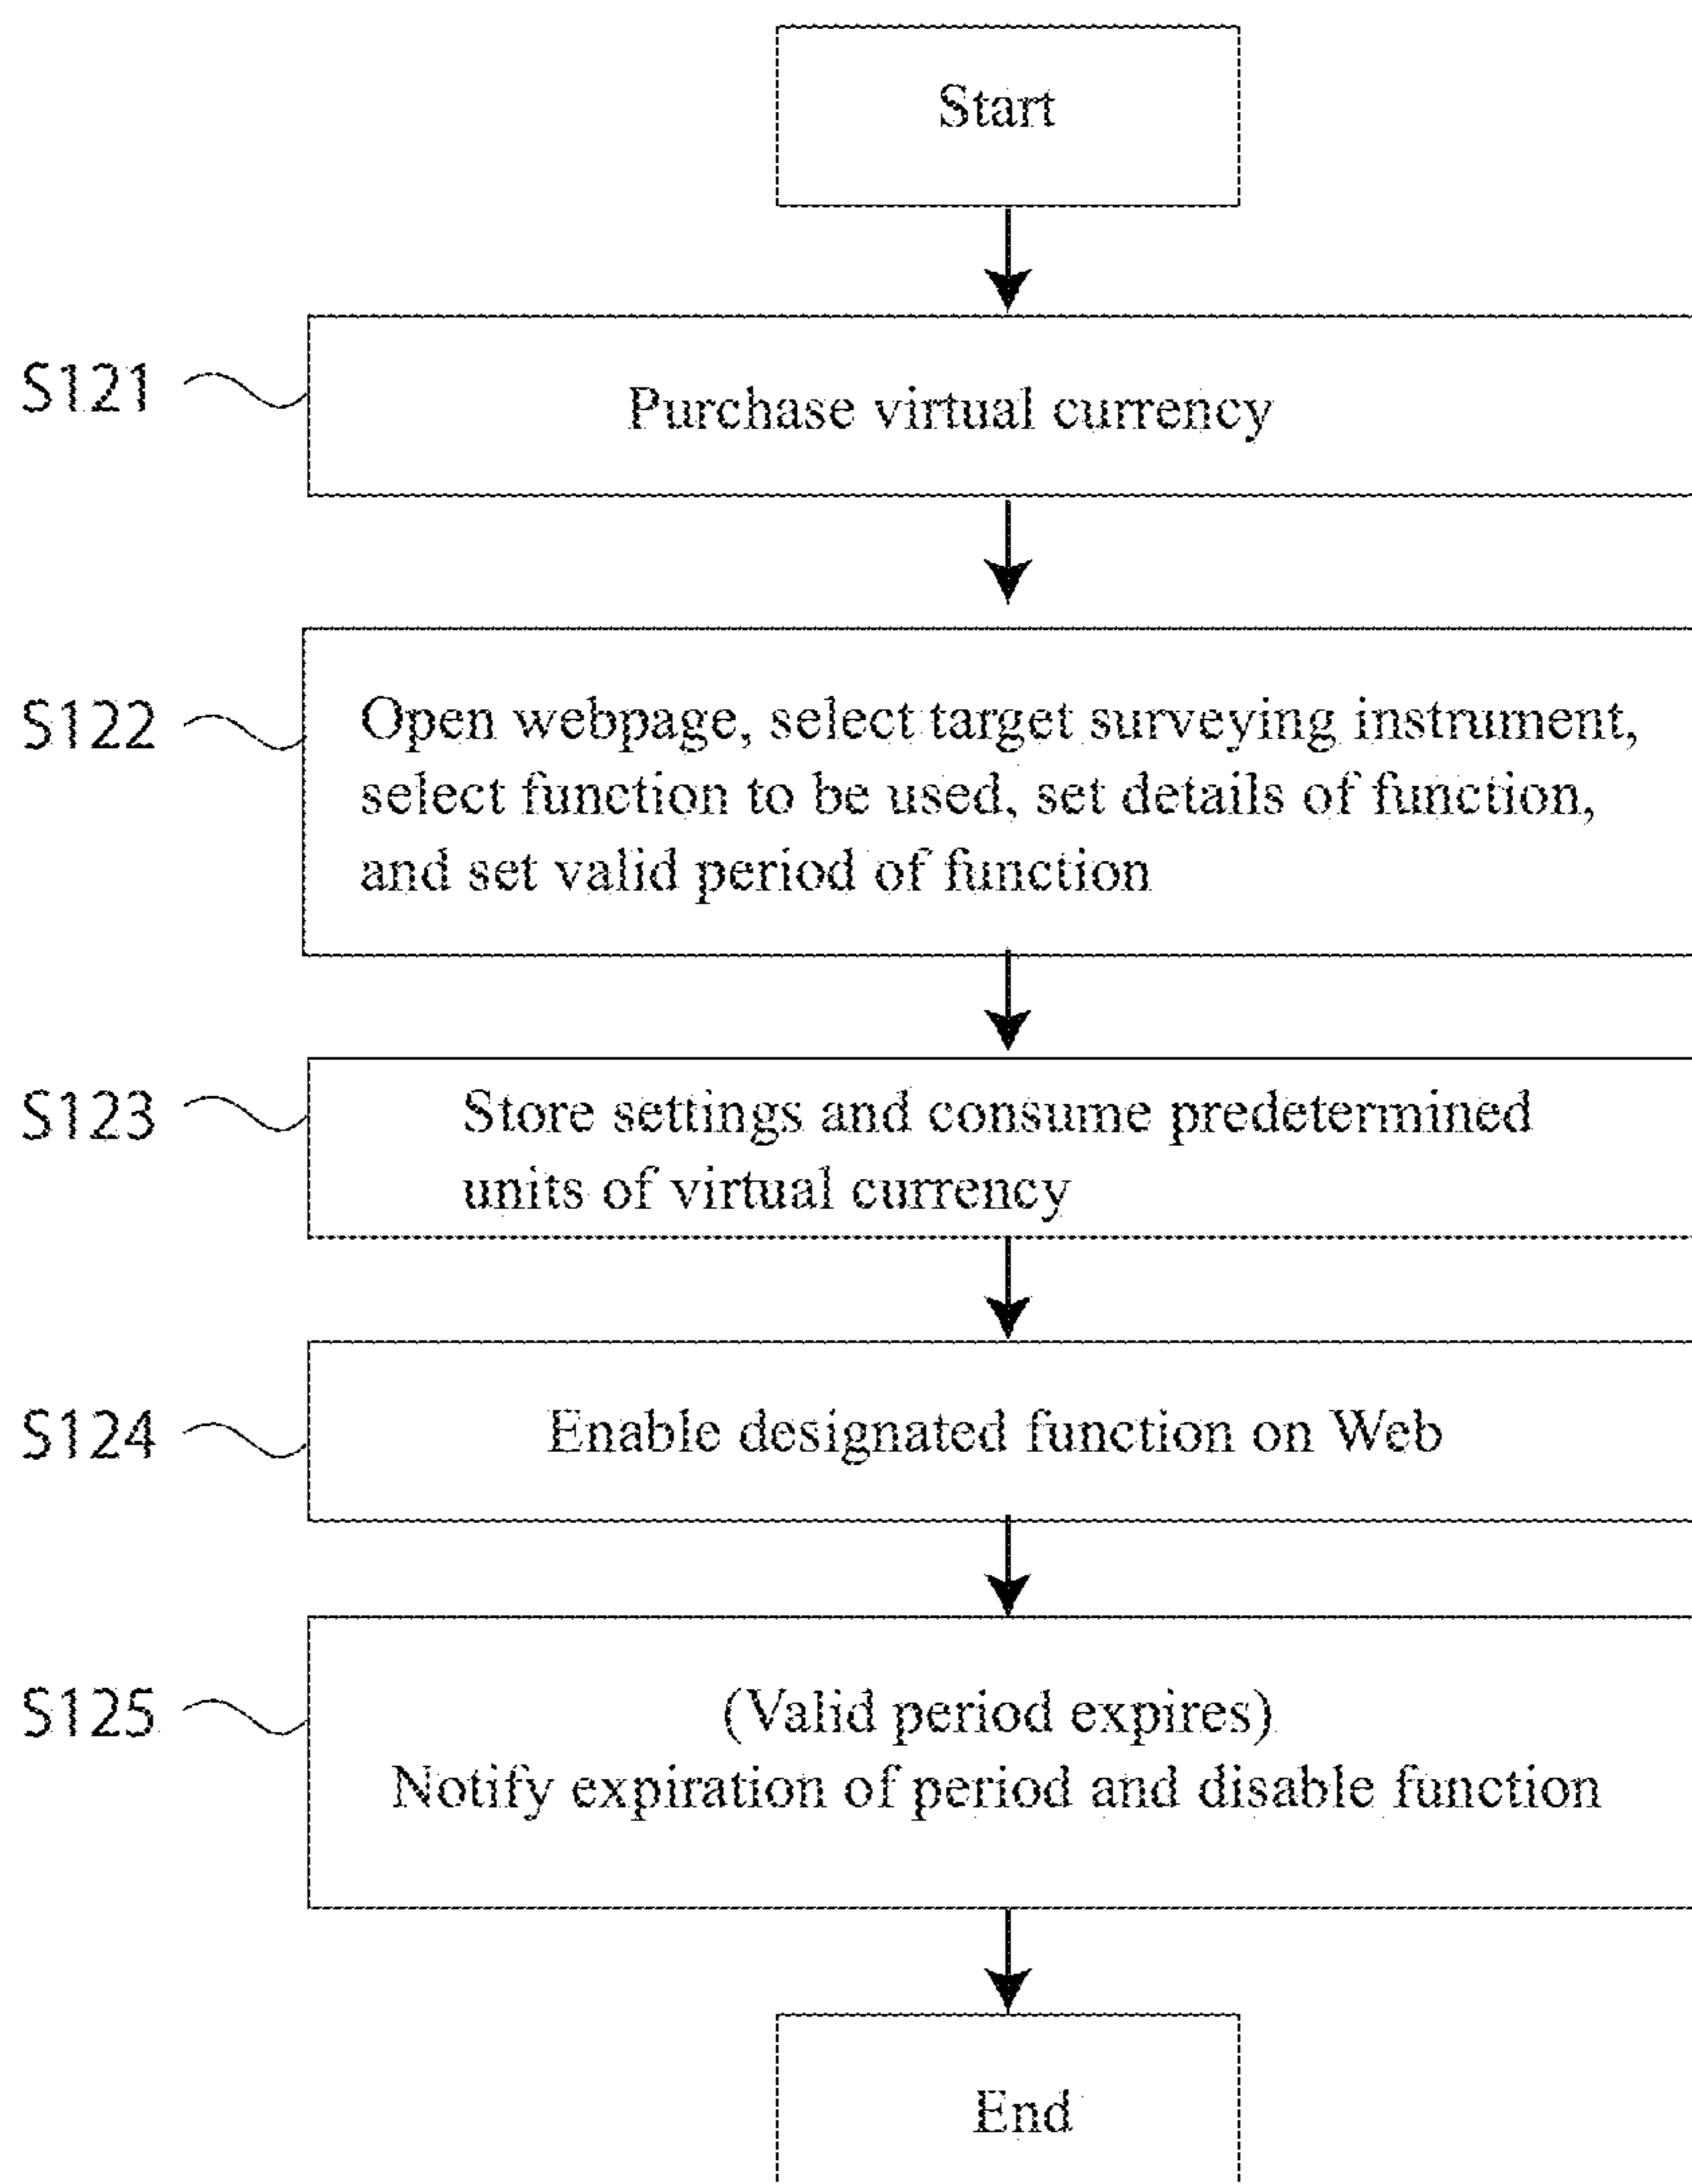 Start
S121
Purchase virtual currency
S122
Open webpage, select target surveying instrument,
select function to be used, set details of function,
and set valid period of function
S123
Store settings and consume predetermined
units of virtual currency
S124
Enable designated function on Web
S125
(Valid period expires)
Notify expiration of period and disable function
End